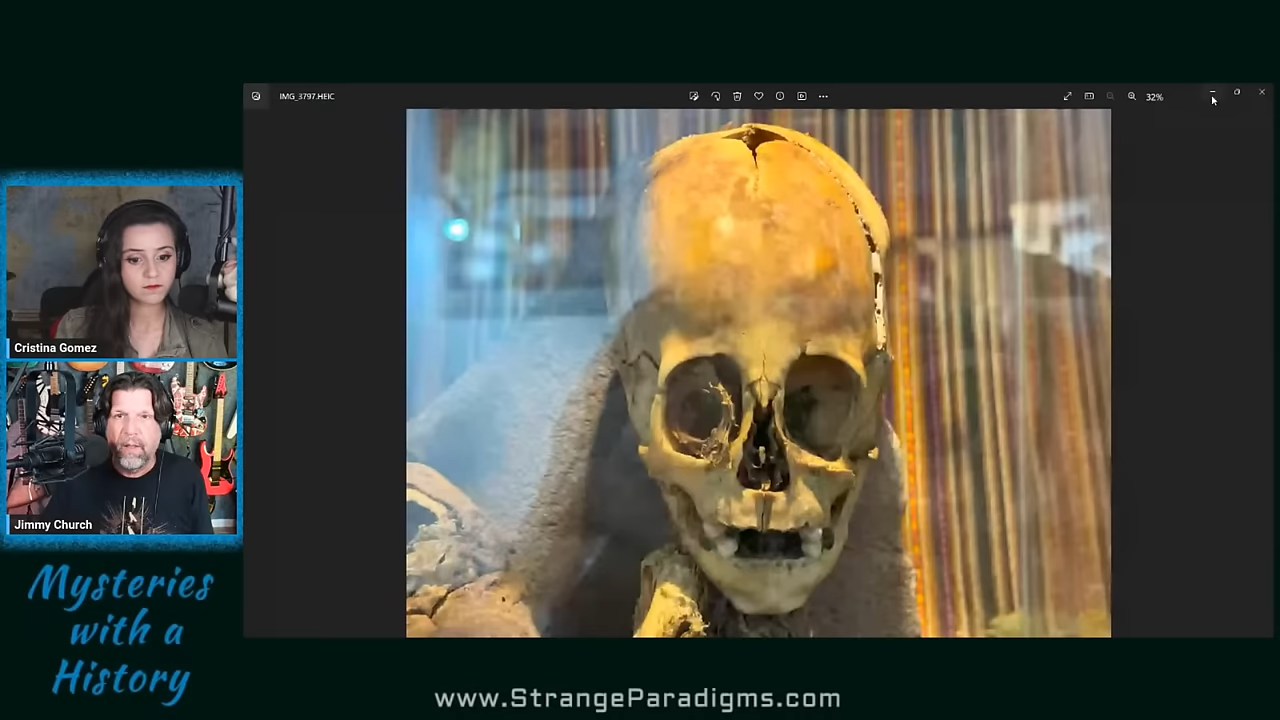 IMG_3797.HEIC
32%
Cristina Gomez
Jimmy Church
Mysteries
with a
History
www.StrangeParadigms.com